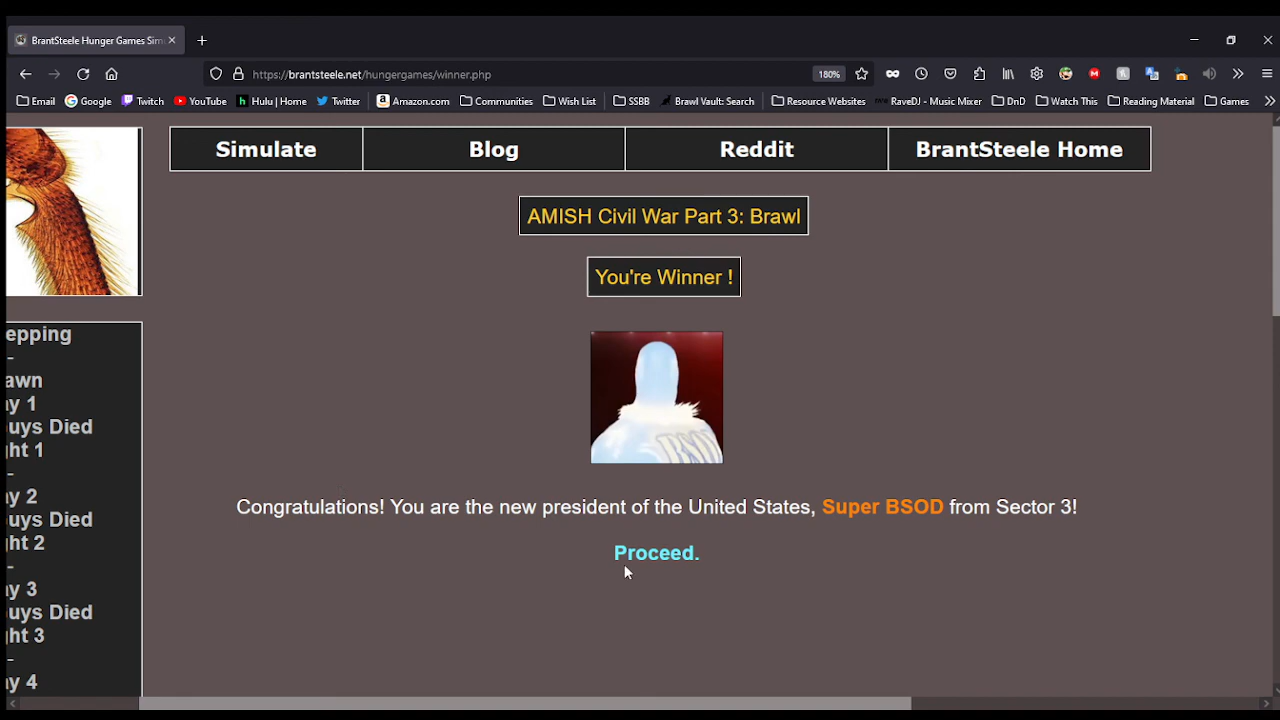 BrantSteele Hunger Games Sim
https://brantsteele.net/hungergames/winner.php
180%
Email Google Twitch YouTube Hulu | Home Twitter Amazon.com Communities Wish List SSBB Brawl Vault: Search Resource Websites RaveDJ - Music Mixer DnD Watch This Reading Material Games
Simulate Blog Reddit BrantSteele Home
AMISH Civil War Part 3: Brawl
You're Winner !
BSOD
epping
-
awn
ay 1
uys Died
ght 1
-
ay 2
uys Died
ght 2
-
ay 3
uys Died
ght 3
-
ay 4
Congratulations! You are the new president of the United States, Super BSOD from Sector 3!
Proceed.